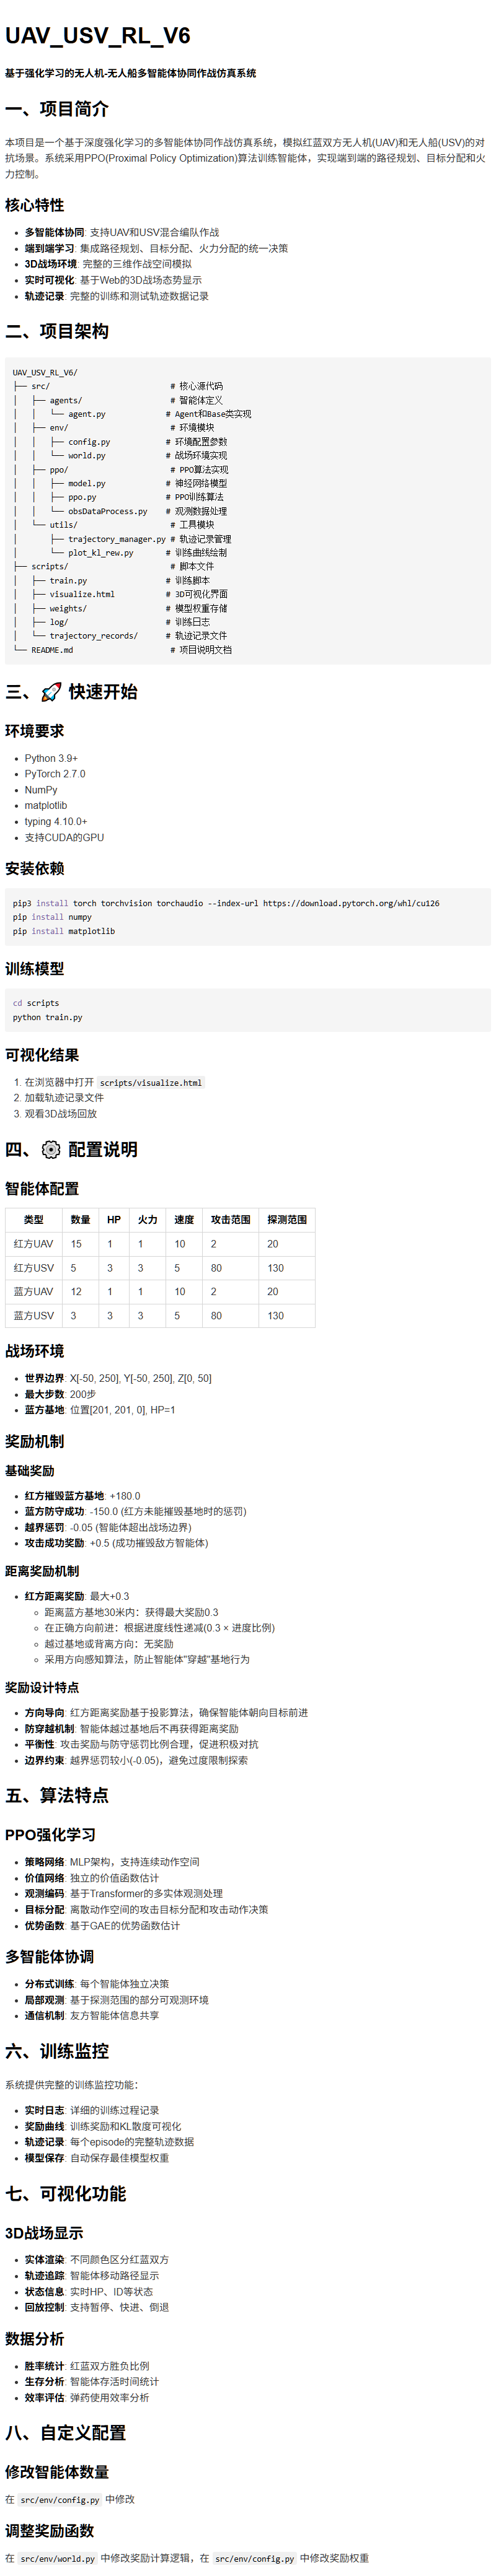 UAV_USV_RL_V6
基于强化学习的无人机-无人船多智能体协同作战仿真系统
一、项目简介
本项目是一个基于深度强化学习的多智能体协同作战仿真系统，模拟红蓝双方无人机(UAV)和无人船(USV)的对
抗场景。系统采用PPO(Proximal Policy Optimization)算法训练智能体，实现端到端的路径规划、目标分配和火
力控制。
核心特性
• 多智能体协同: 支持UAV和USV混合编队作战
• 端到端学习: 集成路径规划、目标分配、火力分配的统一决策
• 3D战场环境: 完整的三维作战空间模拟
• 实时可视化: 基于Web的3D战场态势显示
• 轨迹记录: 完整的训练和测试轨迹数据记录
二、项目架构
UAV_USV_RL_V6/
├── src/ # 核心源代码
│   ├── agents/ # 智能体定义
│   │   └── agent.py # Agent和Base类实现
│   ├── env/ # 环境模块
│   │   ├── config.py # 环境配置参数
│   │   └── world.py # 战场环境实现
│   ├── ppo/ # PPO算法实现
│   │   ├── model.py # 神经网络模型
│   │   ├── ppo.py # PPO训练算法
│   │   └── obsDataProcess.py # 观测数据处理
│   └── utils/ # 工具模块
│       ├── trajectory_manager.py # 轨迹记录管理
│       └── plot_kl_rew.py # 训练曲线绘制
├── scripts/ # 脚本文件
│   ├── train.py # 训练脚本
│   ├── visualize.html # 3D可视化界面
│   ├── weights/ # 模型权重存储
│   ├── log/ # 训练日志
│   └── trajectory_records/ # 轨迹记录文件
└── README.md # 项目说明文档
三、🚀 快速开始
环境要求
• Python 3.9+
• PyTorch 2.7.0
• NumPy
• matplotlib
• typing 4.10.0+
• 支持CUDA的GPU
安装依赖
pip3 install torch torchvision torchaudio --index-url https://download.pytorch.org/whl/cu126
pip install numpy
pip install matplotlib
训练模型
cd scripts
python train.py
可视化结果
1. 在浏览器中打开 scripts/visualize.html
2. 加载轨迹记录文件
3. 观看3D战场回放
四、⚙️ 配置说明
智能体配置
类型 数量 HP 火力 速度 攻击范围 探测范围
红方UAV 15 1 1 10 2 20
红方USV 5 3 3 5 80 130
蓝方UAV 12 1 1 10 2 20
蓝方USV 3 3 3 5 80 130
战场环境
• 世界边界: X[-50, 250], Y[-50, 250], Z[0, 50]
• 最大步数: 200步
• 蓝方基地: 位置[201, 201, 0], HP=1
奖励机制
基础奖励
• 红方摧毁蓝方基地: +180.0
• 蓝方防守成功: -150.0 (红方未能摧毁基地时的惩罚)
• 越界惩罚: -0.05 (智能体超出战场边界)
• 攻击成功奖励: +0.5 (成功摧毁敌方智能体)
距离奖励机制
• 红方距离奖励: 最大+0.3
○ 距离蓝方基地30米内：获得最大奖励0.3
○ 在正确方向前进：根据进度线性递减(0.3 × 进度比例)
○ 越过基地或背离方向：无奖励
○ 采用方向感知算法，防止智能体"穿越"基地行为
奖励设计特点
• 方向导向: 红方距离奖励基于投影算法，确保智能体朝向目标前进
• 防穿越机制: 智能体越过基地后不再获得距离奖励
• 平衡性: 攻击奖励与防守惩罚比例合理，促进积极对抗
• 边界约束: 越界惩罚较小(-0.05)，避免过度限制探索
五、算法特点
PPO强化学习
• 策略网络: MLP架构，支持连续动作空间
• 价值网络: 独立的价值函数估计
• 观测编码: 基于Transformer的多实体观测处理
• 目标分配: 离散动作空间的攻击目标分配和攻击动作决策
• 优势函数: 基于GAE的优势函数估计
多智能体协调
• 分布式训练: 每个智能体独立决策
• 局部观测: 基于探测范围的部分可观测环境
• 通信机制: 友方智能体信息共享
六、训练监控
系统提供完整的训练监控功能：
• 实时日志: 详细的训练过程记录
• 奖励曲线: 训练奖励和KL散度可视化
• 轨迹记录: 每个episode的完整轨迹数据
• 模型保存: 自动保存最佳模型权重
七、可视化功能
3D战场显示
• 实体渲染: 不同颜色区分红蓝双方
• 轨迹追踪: 智能体移动路径显示
• 状态信息: 实时HP、ID等状态
• 回放控制: 支持暂停、快进、倒退
数据分析
• 胜率统计: 红蓝双方胜负比例
• 生存分析: 智能体存活时间统计
• 效率评估: 弹药使用效率分析
八、自定义配置
修改智能体数量
在 src/env/config.py 中修改
调整奖励函数
在 src/env/world.py 中修改奖励计算逻辑，在 src/env/config.py 中修改奖励权重